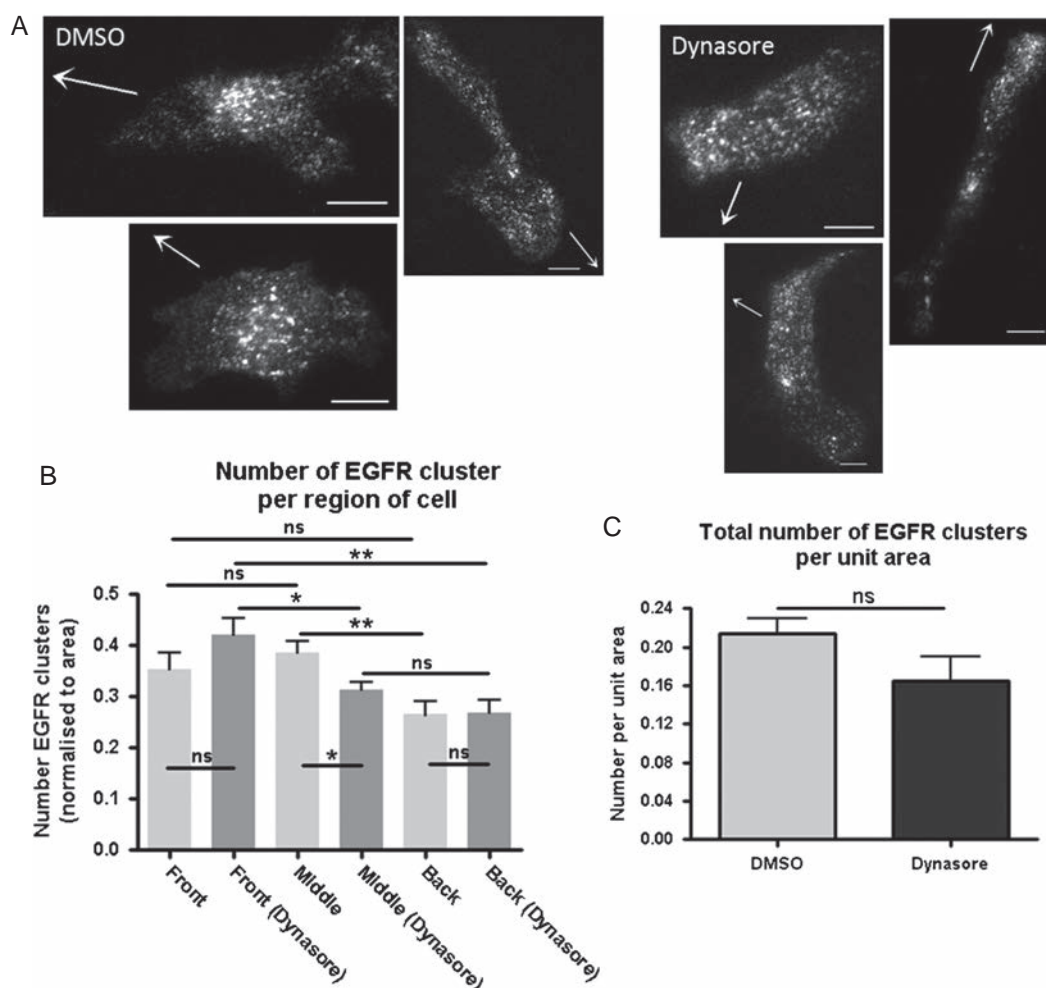 A
DMSO
Dynasore
B
Number of EGFR cluster
per region of cell
ns
**
ns
*
**
ns
ns
*
ns
Number EGFR clusters
(normalised to area)
0.5
0.4
0.3
0.2
0.1
0.0
Front
Front (Dynasore)
Middle
Middle (Dynasore)
Back
Back (Dynasore)
C
Total number of EGFR clusters
per unit area
ns
Number per unit area
0.24
0.20
0.16
0.12
0.08
0.04
0.00
DMSO
Dynasore